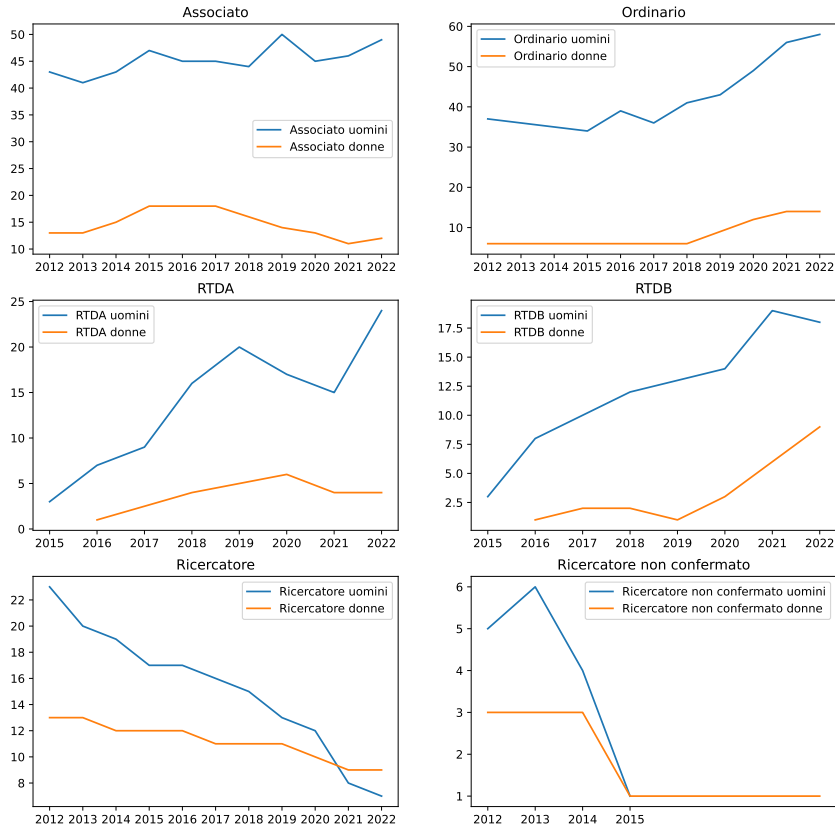 Associato
50
45
40
35
30
25
20
15
10
Associato uomini
Associato donne
2012 2013 2014 2015 2016 2017 2018 2019 2020 2021 2022
Ordinario
60
50
40
30
20
10
Ordinario uomini
Ordinario donne
2012 2013 2014 2015 2016 2017 2018 2019 2020 2021 2022
RTDA
25
20
15
10
5
0
RTDA uomini
RTDA donne
2015 2016 2017 2018 2019 2020 2021 2022
RTDB
17.5
15.0
12.5
10.0
7.5
5.0
2.5
RTDB uomini
RTDB donne
2015 2016 2017 2018 2019 2020 2021 2022
Ricercatore
22
20
18
16
14
12
10
8
Ricercatore uomini
Ricercatore donne
2012 2013 2014 2015 2016 2017 2018 2019 2020 2021 2022
Ricercatore non confermato
6
5
4
3
2
1
Ricercatore non confermato uomini
Ricercatore non confermato donne
2012 2013 2014 2015